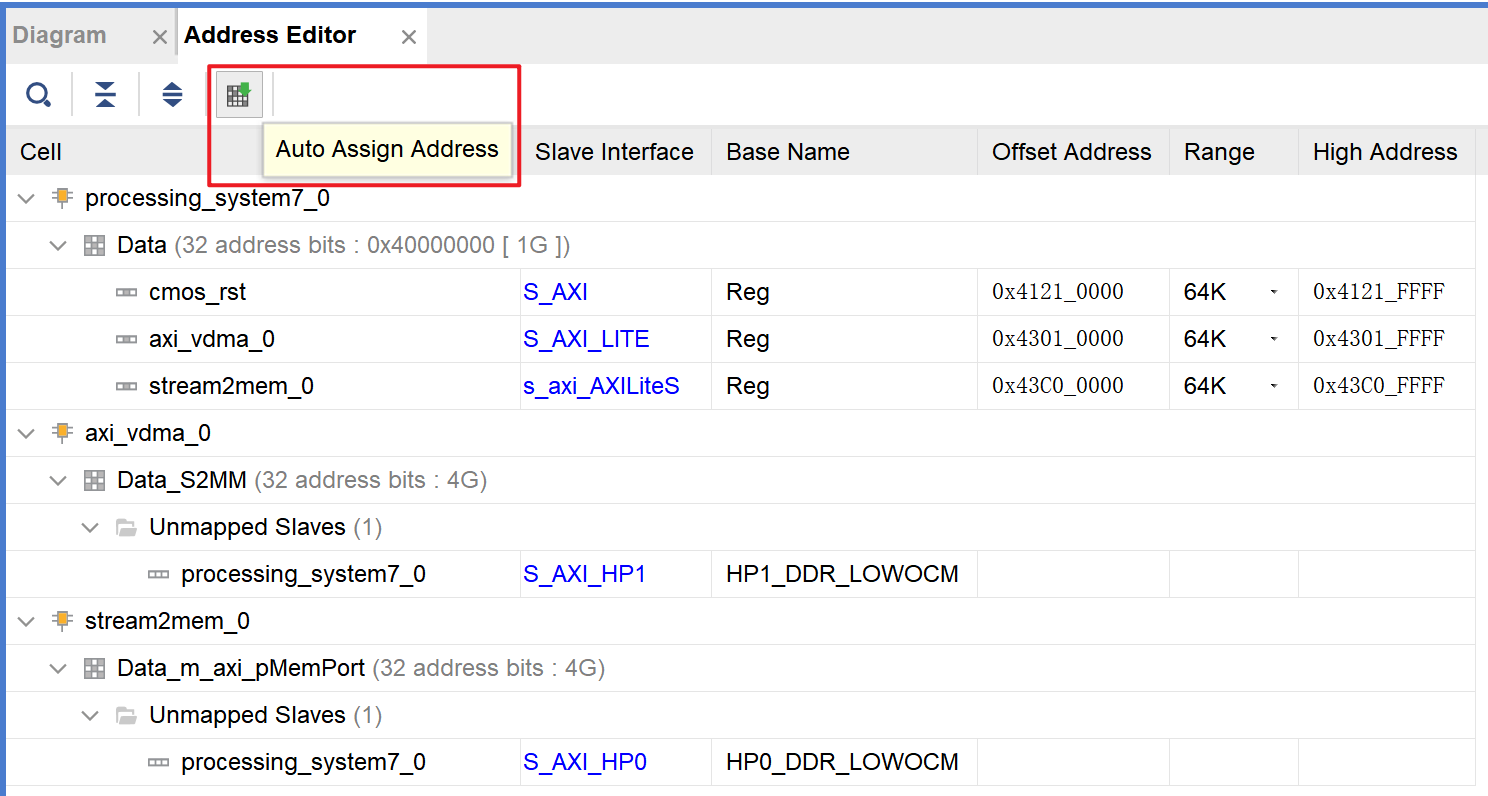 Diagram Address Editor
Auto Assign Address
Cell Slave Interface Base Name Offset Address Range High Address
processing_system7_0
Data (32 address bits : 0x40000000 [ 1G ])
cmos_rst S_AXI Reg 0x4121_0000 64K 0x4121_FFFF
axi_vdma_0 S_AXI_LITE Reg 0x4301_0000 64K 0x4301_FFFF
stream2mem_0 s_axi_AXILiteS Reg 0x43C0_0000 64K 0x43C0_FFFF
axi_vdma_0
Data_S2MM (32 address bits : 4G)
Unmapped Slaves (1)
processing_system7_0 S_AXI_HP1 HP1_DDR_LOWOCM
stream2mem_0
Data_m_axi_pMemPort (32 address bits : 4G)
Unmapped Slaves (1)
processing_system7_0 S_AXI_HP0 HP0_DDR_LOWOCM